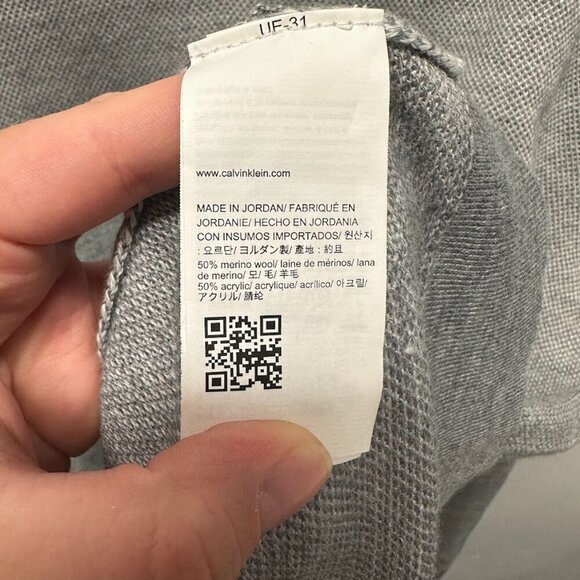 UE-31
www.calvinklein.com
MADE IN JORDAN/ FABRIQUÉ EN
JORDANIE/ HECHO EN JORDANIA
CON INSUMOS IMPORTADOS/ 원산지
: 요르단/ ヨルダン製/ 產地 : 約旦
50% merino wool/ laine de mérinos/ lana
de merino/ 모/ 毛/ 羊毛
50% acrylic/ acrylique/ acrílico/ 아크릴/
アクリル/ 腈纶